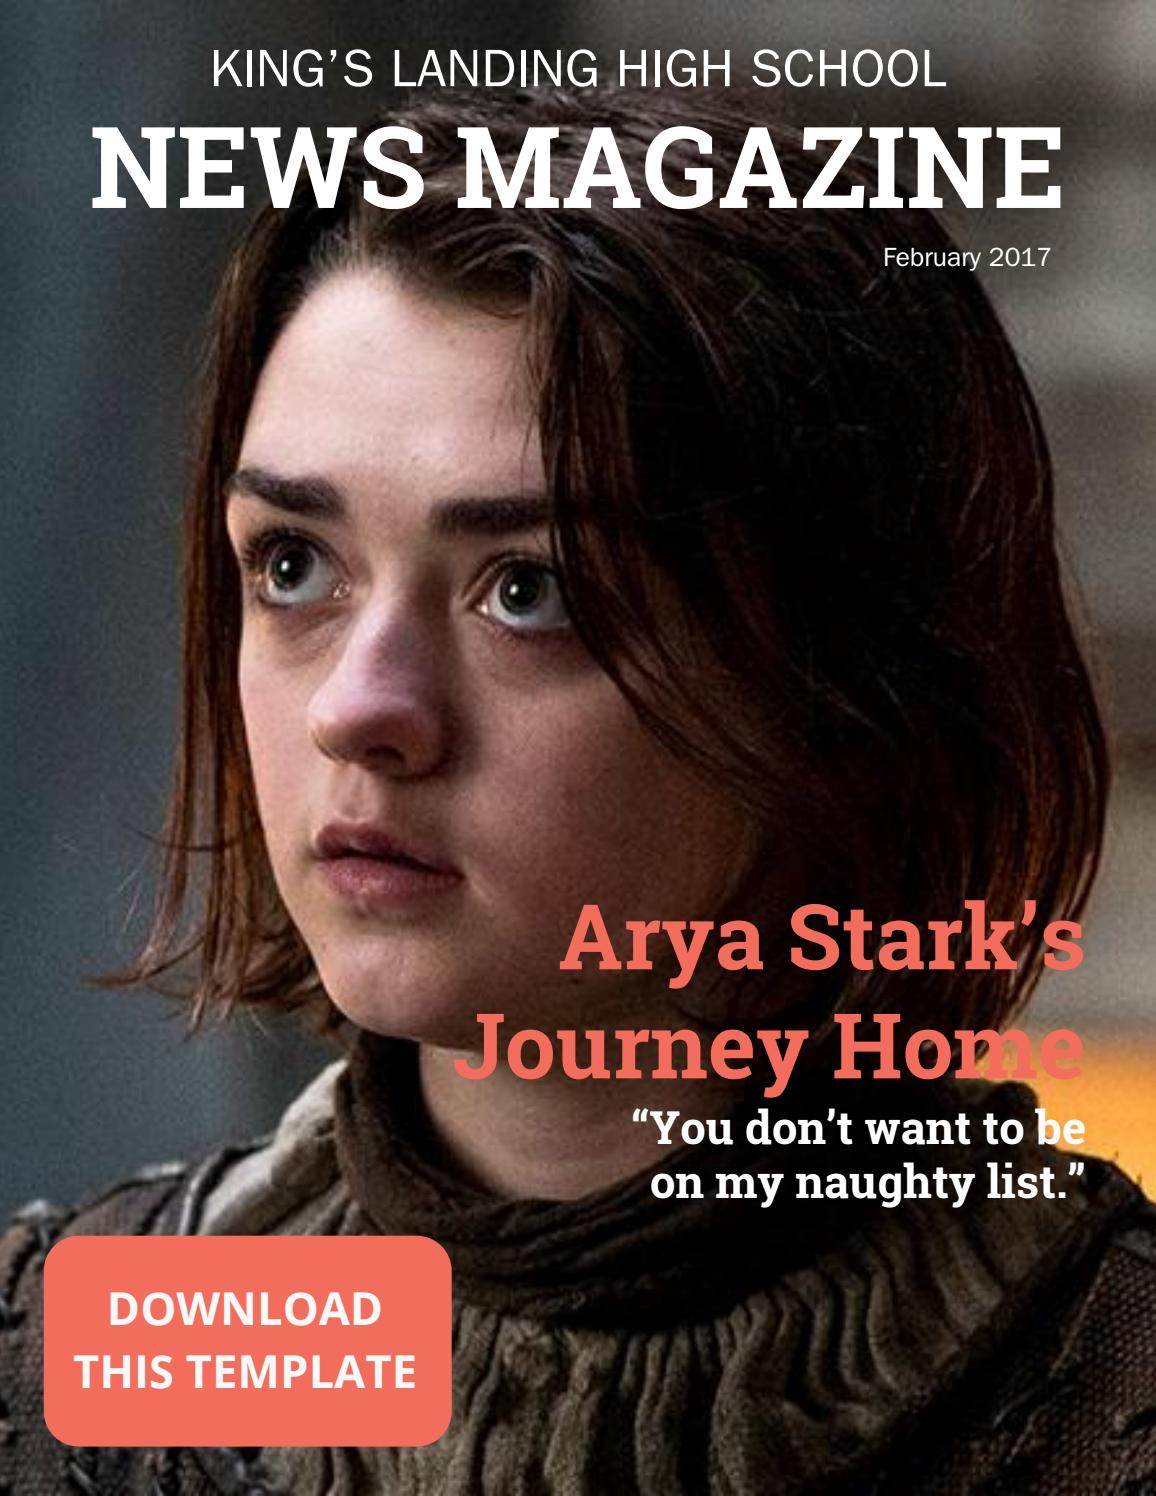 KING’S LANDING HIGH SCHOOL
NEWS MAGAZINE
February 2017
Arya Stark’s
Journey Home
“You don’t want to be
on my naughty list.”
DOWNLOAD
THIS TEMPLATE